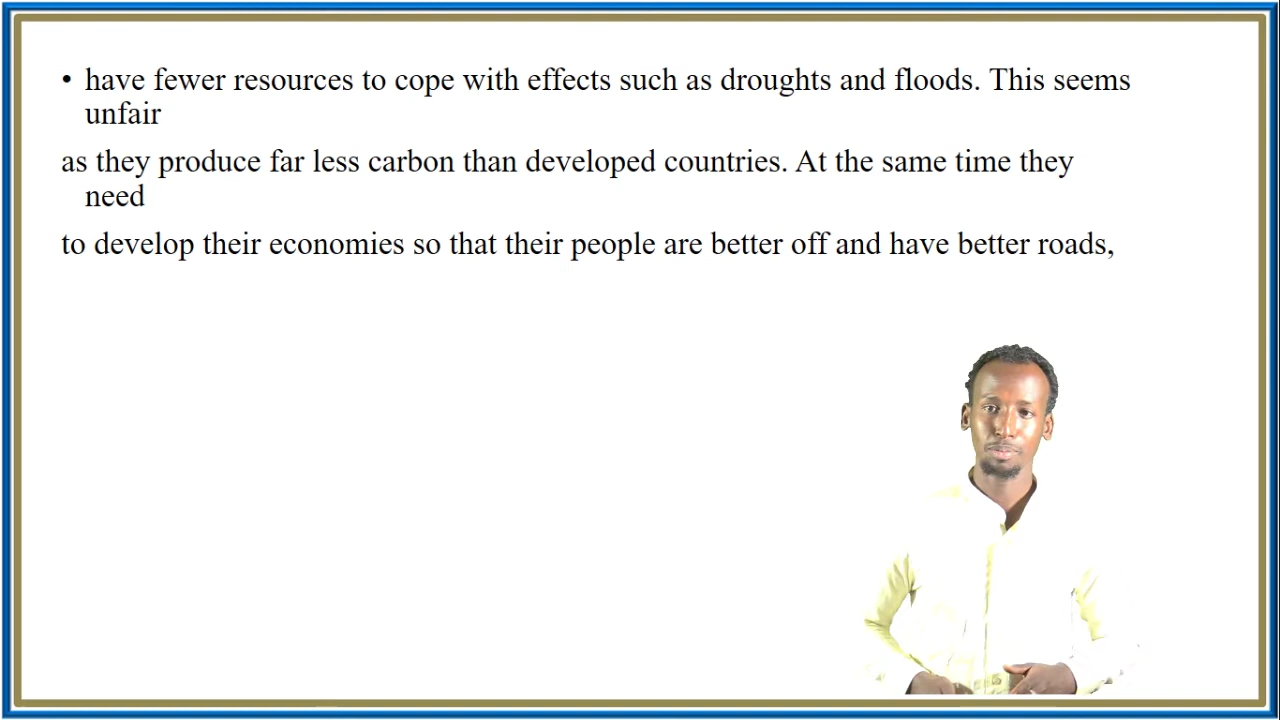 • have fewer resources to cope with effects such as droughts and floods. This seems
unfair
as they produce far less carbon than developed countries. At the same time they
need
to develop their economies so that their people are better off and have better roads,